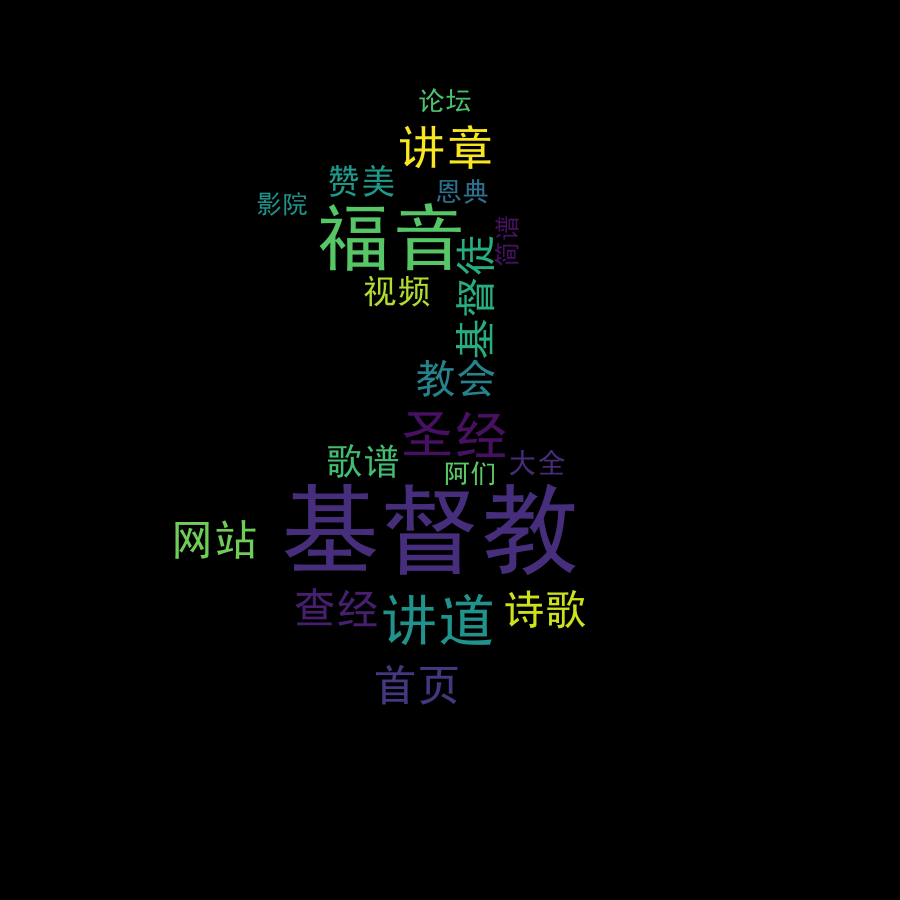 论坛
讲章
赞美
恩典
影院
福音
简谱
基督徒
视频
教会
圣经
歌谱
阿们
大全
基督教
网站
查经
讲道
诗歌
首页